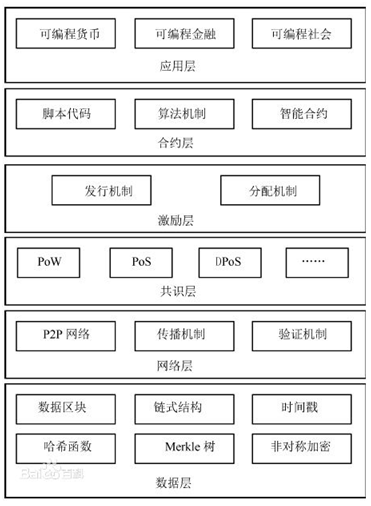 可编程货币 可编程金融 可编程社会
应用层
脚本代码 算法机制 智能合约
合约层
发行机制 分配机制
激励层
PoW PoS DPoS ……
共识层
P2P 网络 传播机制 验证机制
网络层
数据区块 链式结构 时间戳
哈希函数 Merkle 树 非对称加密
Baidu百科
数据层